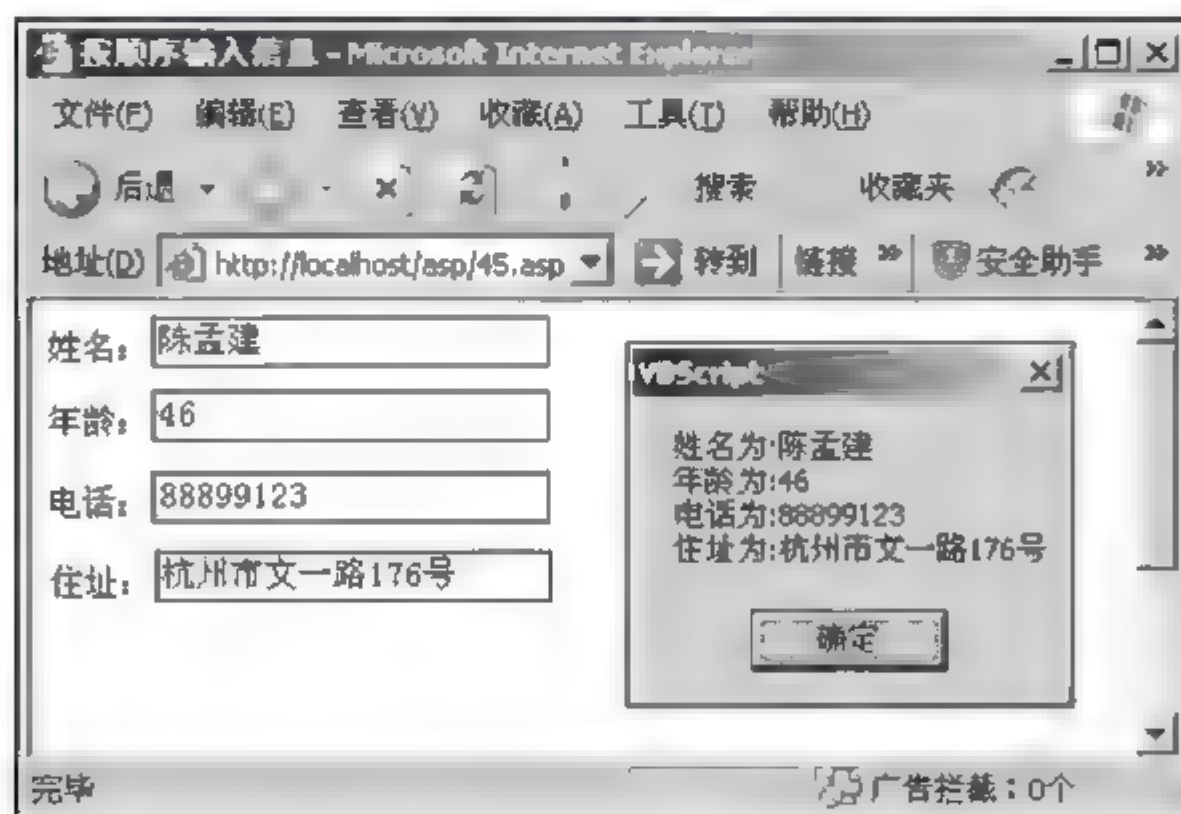 按顺序输入信息 - Microsoft Internet Explorer
文件(F) 编辑(E) 查看(V) 收藏(A) 工具(T) 帮助(H)
后退 搜索 收藏夹 »
地址(D) http://localhost/asp/45.asp 转到 链接 » 安全助手 »
姓名: 陈孟建
年龄: 46
电话: 88899123
住址: 杭州市文一路176号
VBScript
姓名为:陈孟建
年龄为:46
电话为:88899123
住址为:杭州市文一路176号
确定
完毕 广告拦截:0个